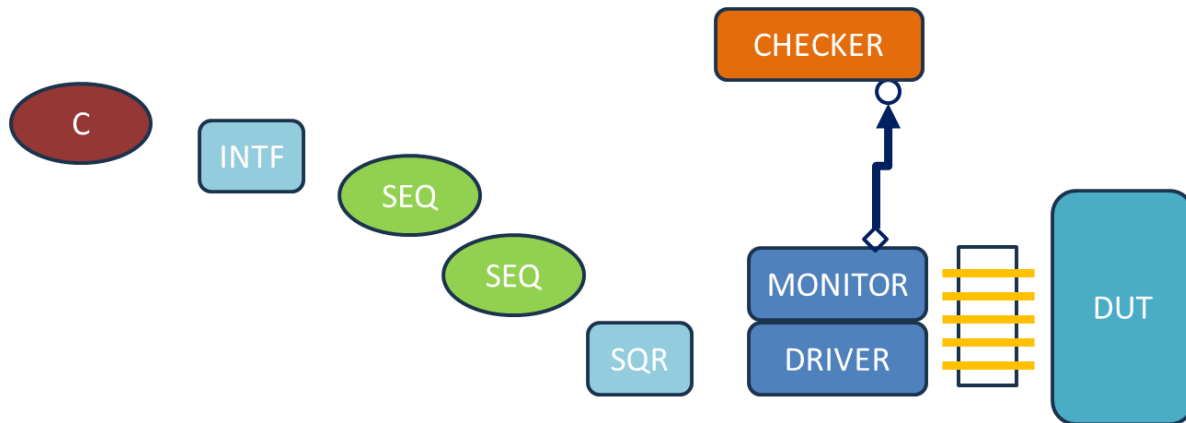 CHECKER
C
INTF
SEQ
SEQ
MONITOR
DUT
SQR
DRIVER